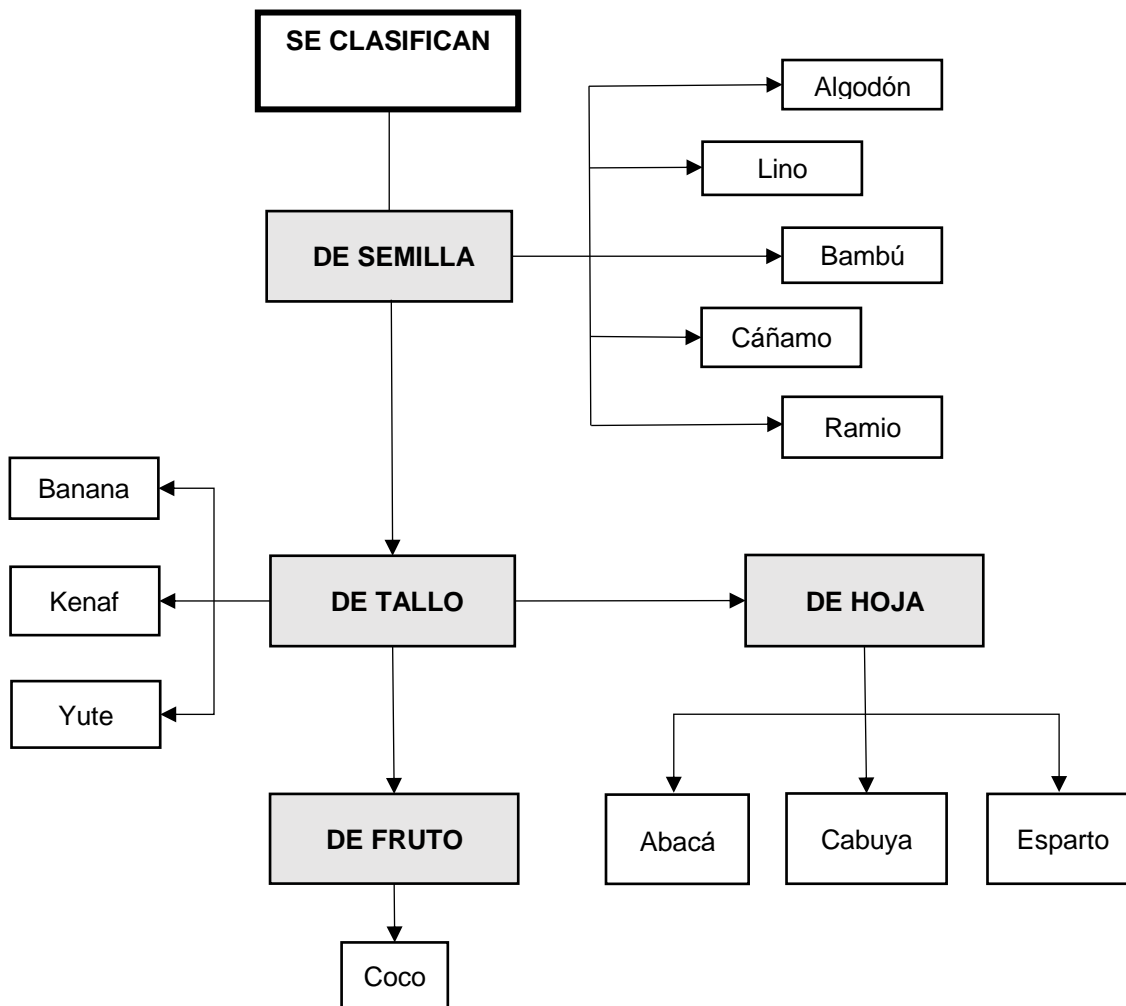 SE CLASIFICAN
Algodón
Lino
DE SEMILLA
Bambú
Cáñamo
Ramio
Banana
Kenaf
DE TALLO
DE HOJA
Yute
DE FRUTO
Abacá
Cabuya
Esparto
Coco